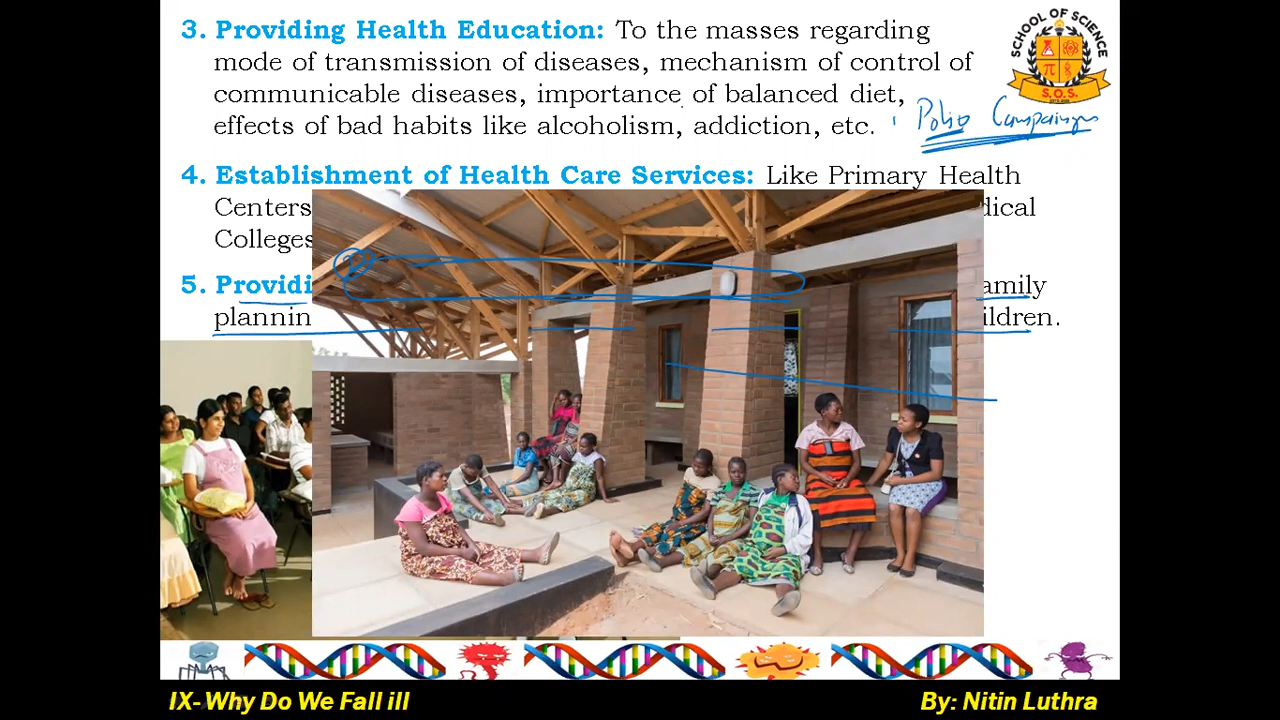 3. Providing Health Education: To the masses regarding
mode of transmission of diseases, mechanism of control of
communicable diseases, importance of balanced diet,
effects of bad habits like alcoholism, addiction, etc.
Polio Campaings
4. Establishment of Health Care Services: Like Primary Health
Centers dical
Colleges
5. Providi amily
plannin ildren.
SCHOOL OF SCIENCE
S.O.S.
IX-Why Do We Fall ill
By: Nitin Luthra